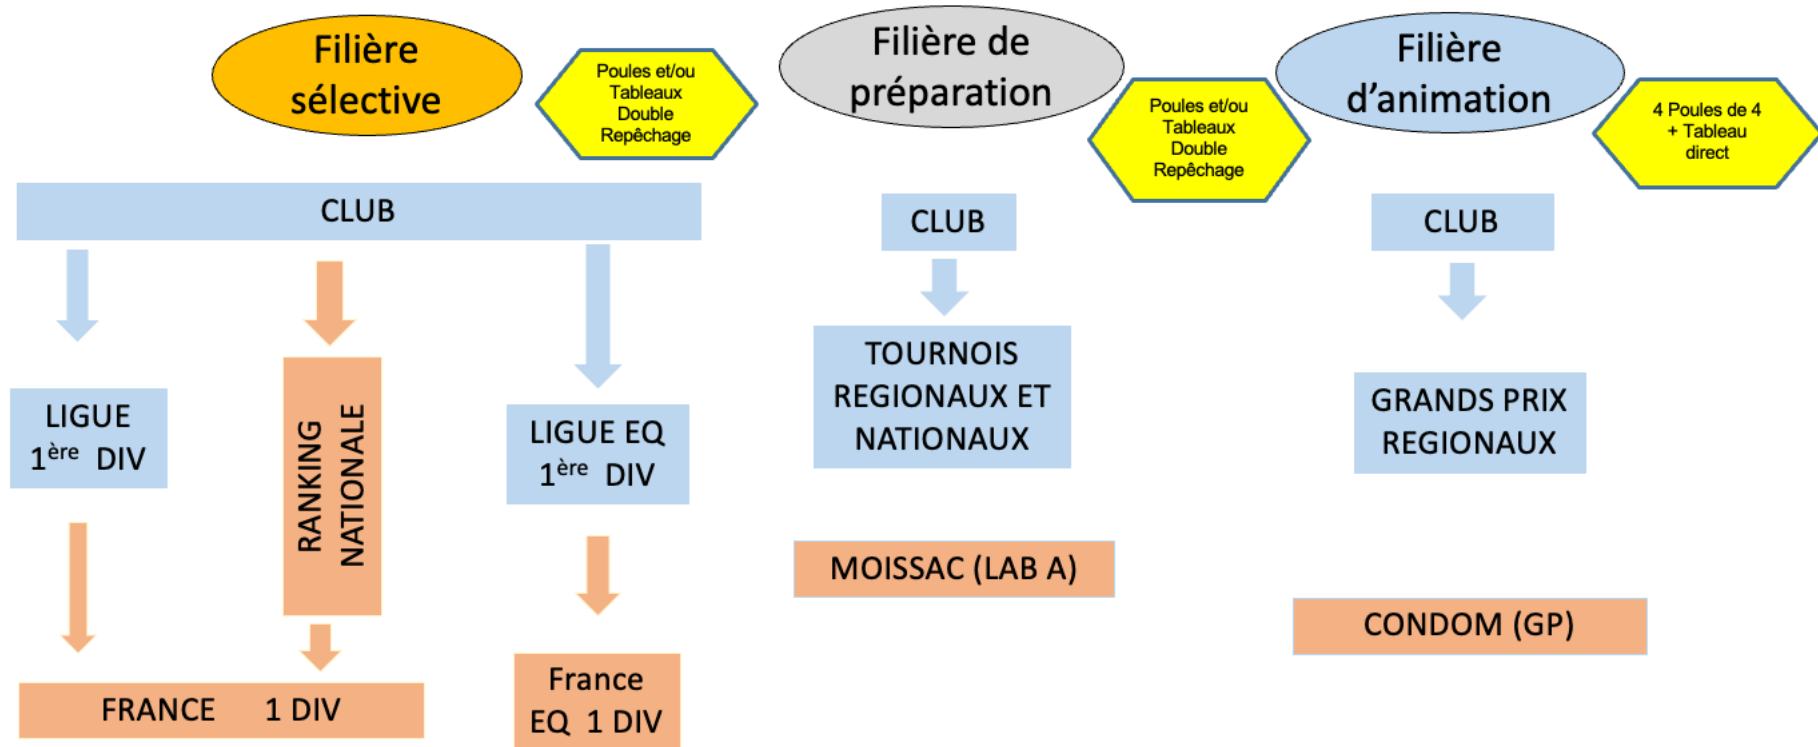 Filière
sélective
Poules et/ou
Tableaux
Double
Repêchage
Filière de
préparation
Poules et/ou
Tableaux
Double
Repêchage
Filière
d’animation
4 Poules de 4
+ Tableau
direct
CLUB
CLUB
CLUB
LIGUE
1ère DIV
RANKING
NATIONALE
LIGUE EQ
1ère DIV
TOURNOIS
REGIONAUX ET
NATIONAUX
GRANDS PRIX
REGIONAUX
MOISSAC (LAB A)
CONDOM (GP)
FRANCE 1 DIV
France
EQ 1 DIV